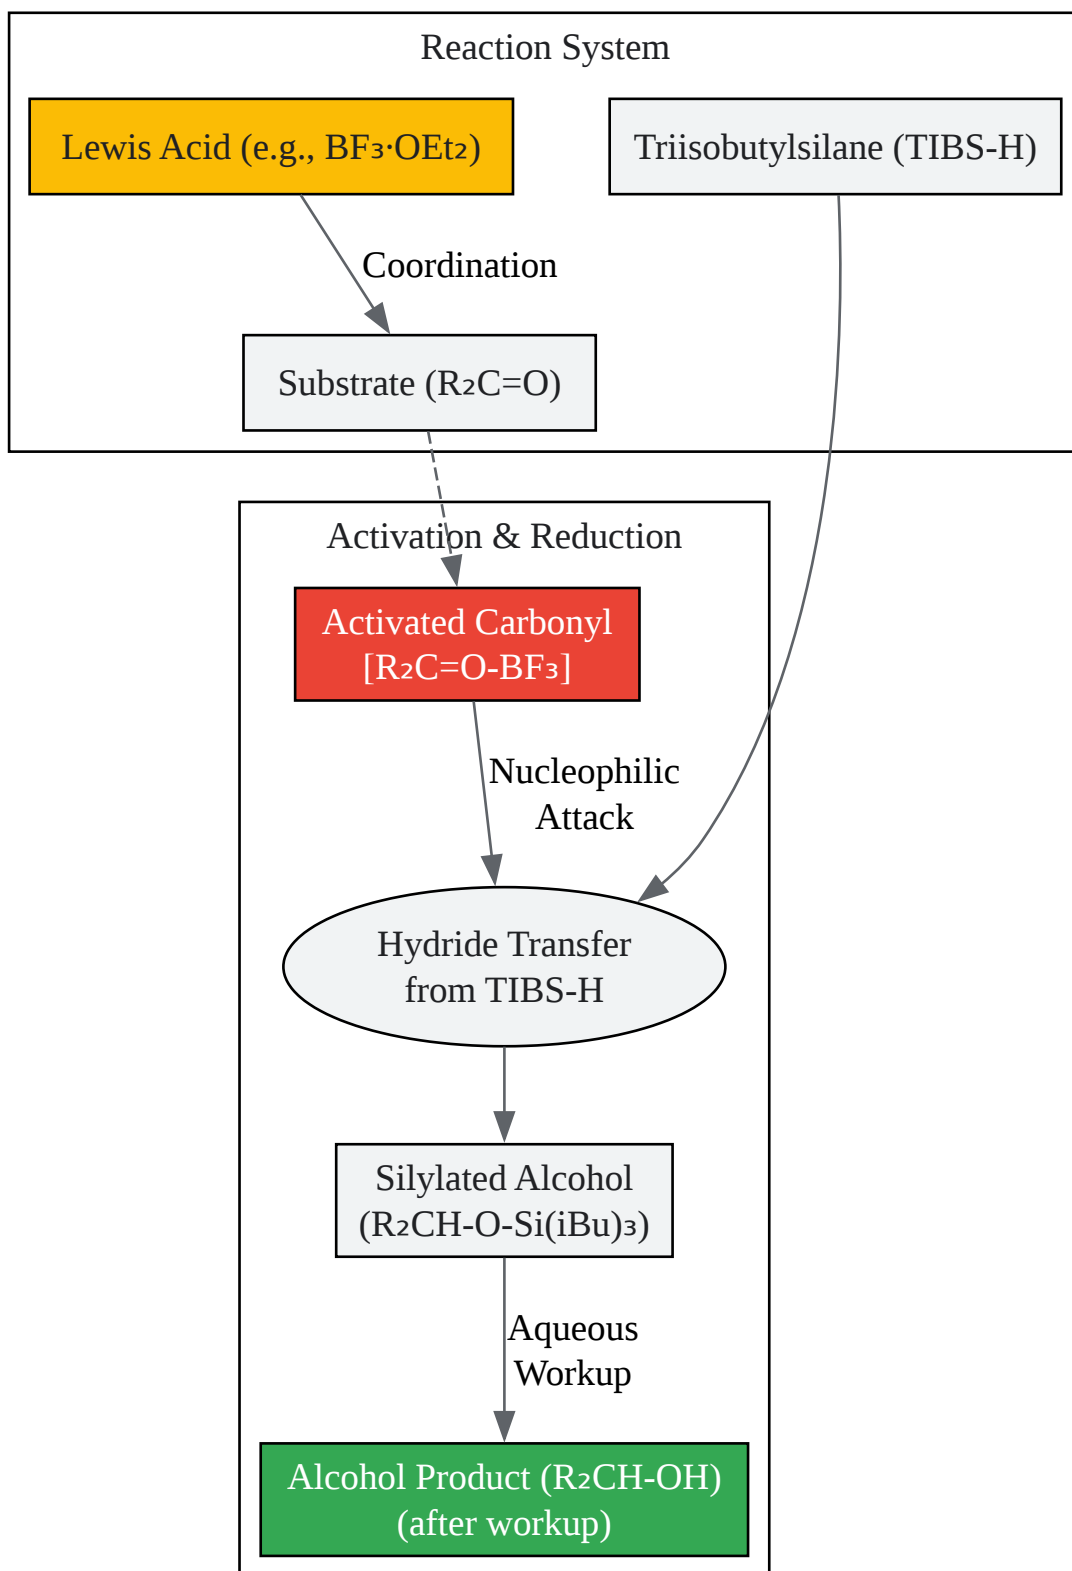 Reaction System
Lewis Acid (e.g., BF₃·OEt₂)
Triisobutylsilane (TIBS-H)
Coordination
Substrate (R₂C=O)
Activation & Reduction
Activated Carbonyl
[R₂C=O-BF₃]
Nucleophilic
Attack
Hydride Transfer
from TIBS-H
Silylated Alcohol
(R₂CH-O-Si(iBu)₃)
Aqueous
Workup
Alcohol Product (R₂CH-OH)
(after workup)